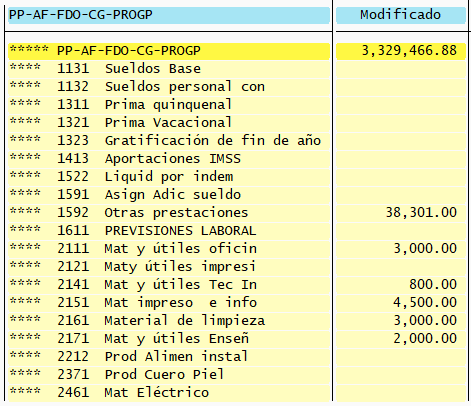 PP-AF-FDO-CG-PROGP Modificado
***** PP-AF-FDO-CG-PROGP 3,329,466.88
**** 1131 Sueldos Base
**** 1132 Sueldos personal con
**** 1311 Prima quinquenal
**** 1321 Prima Vacacional
**** 1323 Gratificación de fin de año
**** 1413 Aportaciones IMSS
**** 1522 Liquid por indem
**** 1591 Asign Adic sueldo
**** 1592 Otras prestaciones 38,301.00
**** 1611 PREVISIONES LABORAL
**** 2111 Mat y útiles oficin 3,000.00
**** 2121 Maty útiles impresi
**** 2141 Mat y útiles Tec In 800.00
**** 2151 Mat impreso e info 4,500.00
**** 2161 Material de limpieza 3,000.00
**** 2171 Mat y útiles Enseñ 2,000.00
**** 2212 Prod Alimen instal
**** 2371 Prod Cuero Piel
**** 2461 Mat Eléctrico